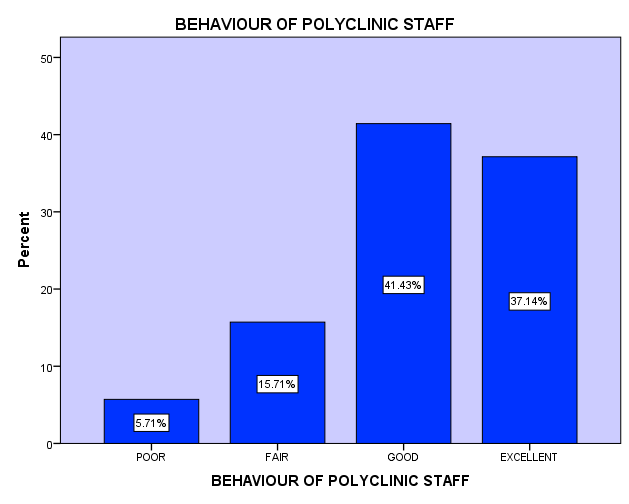 BEHAVIOUR OF POLYCLINIC STAFF
50
40
30
20
10
0
Percent
5.71%
15.71%
41.43%
37.14%
POOR
FAIR
GOOD
EXCELLENT
BEHAVIOUR OF POLYCLINIC STAFF